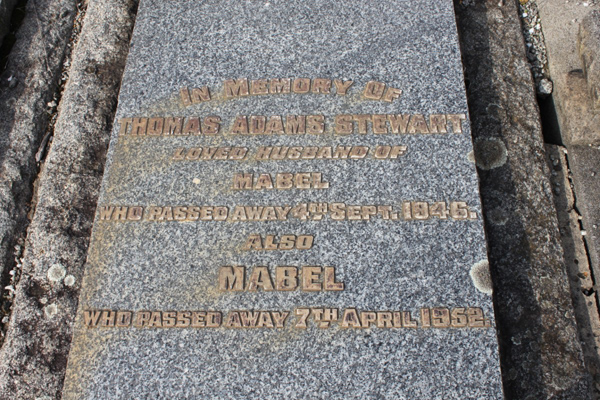 IN MEMORY OF
THOMAS ADAMS STEWART
LOVED HUSBAND OF
MABEL
WHO PASSED AWAY 4TH SEPT. 1946.
ALSO
MABEL
WHO PASSED AWAY 7TH APRIL 1952.